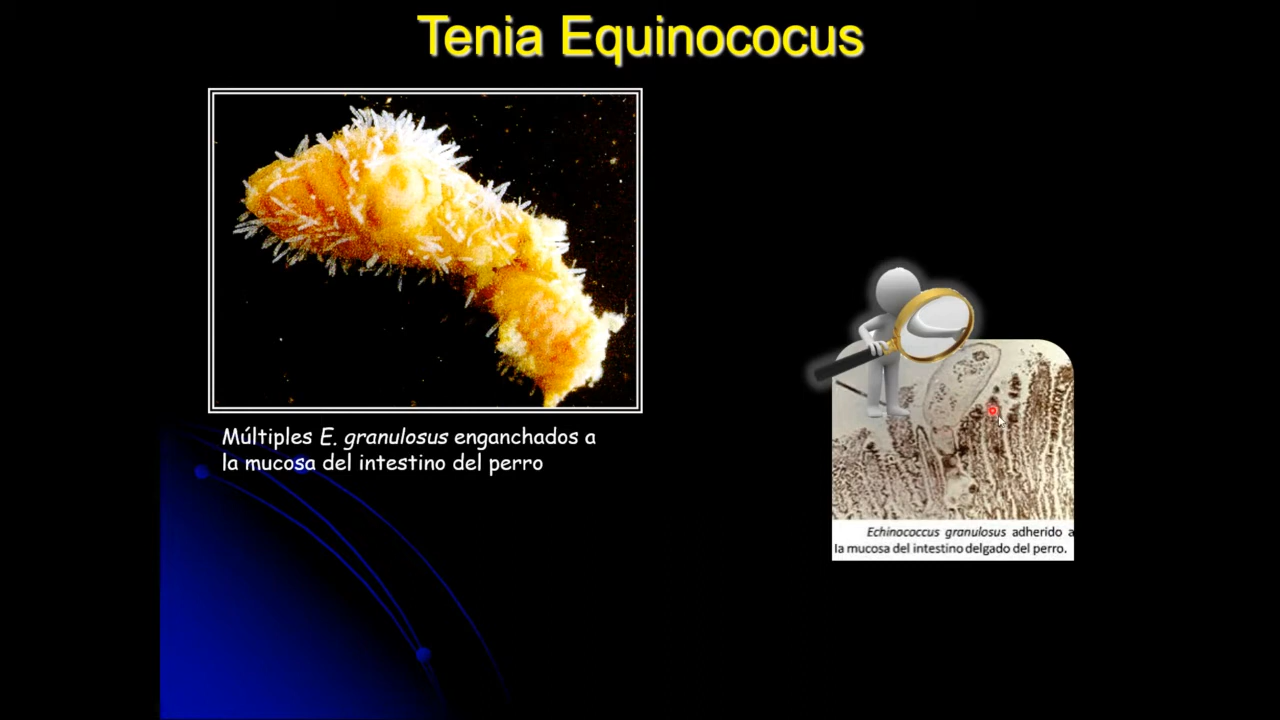 Tenia Equinococus
Múltiples E. granulosus enganchados a
la mucosa del intestino del perro
Echinococcus granulosus adherido a
la mucosa del intestino delgado del perro.